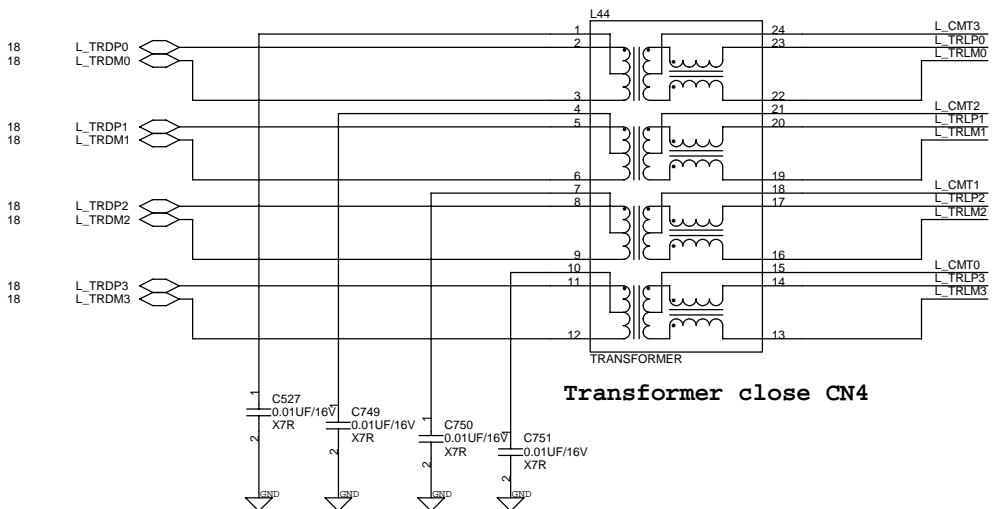 L44
1
24
L_CMT3
18
L_TRDP0
2
23
L_TRLP0
18
L_TRDM0
L_TRLM0
3
22
4
21
L_CMT2
18
L_TRDP1
5
20
L_TRLP1
18
L_TRDM1
L_TRLM1
6
19
7
18
L_CMT1
18
L_TRDP2
8
17
L_TRLP2
18
L_TRDM2
L_TRLM2
9
16
10
15
L_CMT0
18
L_TRDP3
11
14
L_TRLP3
18
L_TRDM3
L_TRLM3
12
13
TRANSFORMER
Transformer close CN4
1
C527
0.01UF/16V
X7R
2
1
C749
0.01UF/16V
X7R
2
1
C750
0.01UF/16V
X7R
2
1
C751
0.01UF/16V
X7R
2
GND
GND
GND
GND